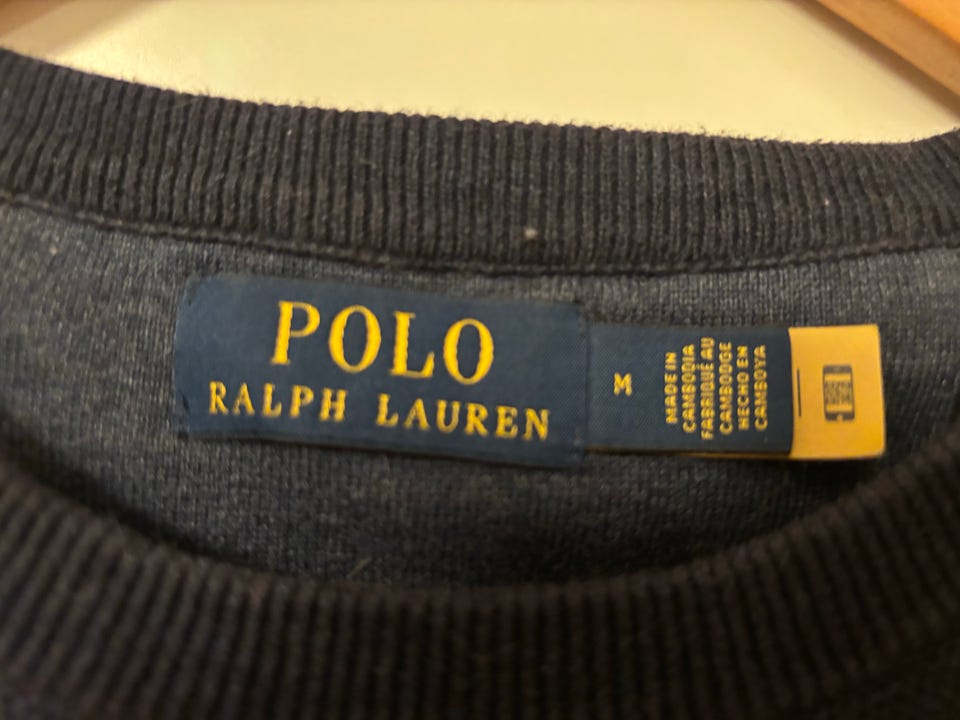 POLO
RALPH LAUREN
M
MADE IN
CAMBODIA
FABRIQUÉ AU
CAMBODGE
HECHO EN
CAMBOYA